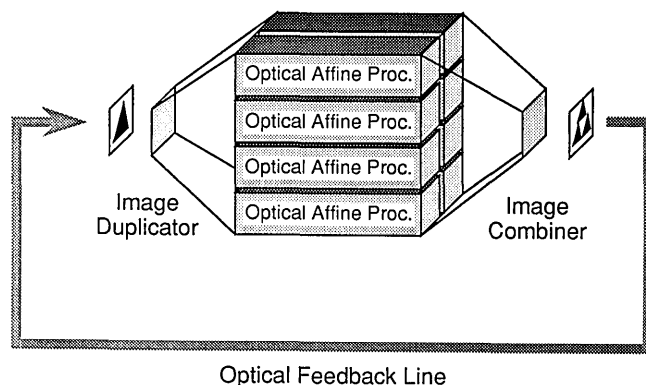 Optical Affine Proc.
Optical Affine Proc.
Optical Affine Proc.
Optical Affine Proc.
Image
Duplicator
Image
Combiner
Optical Feedback Line